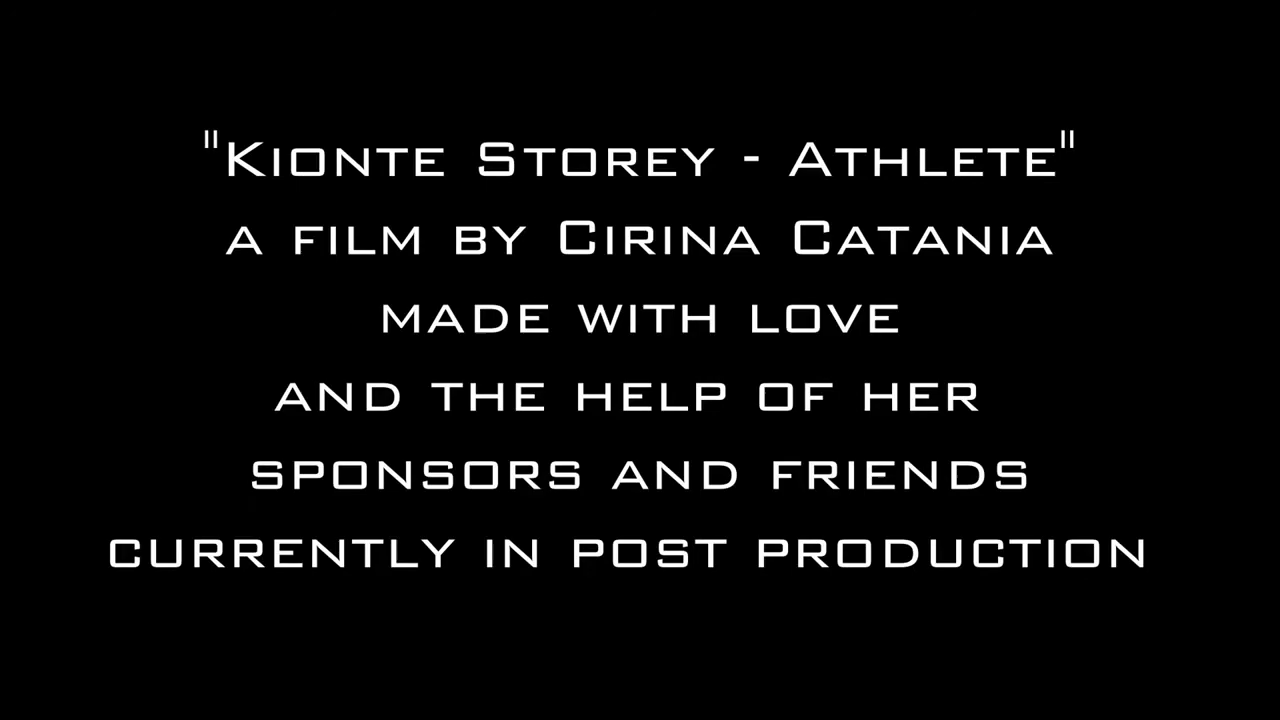 "Kionte Storey - Athlete"
a film by Cirina Catania
made with love
and the help of her
sponsors and friends
currently in post production